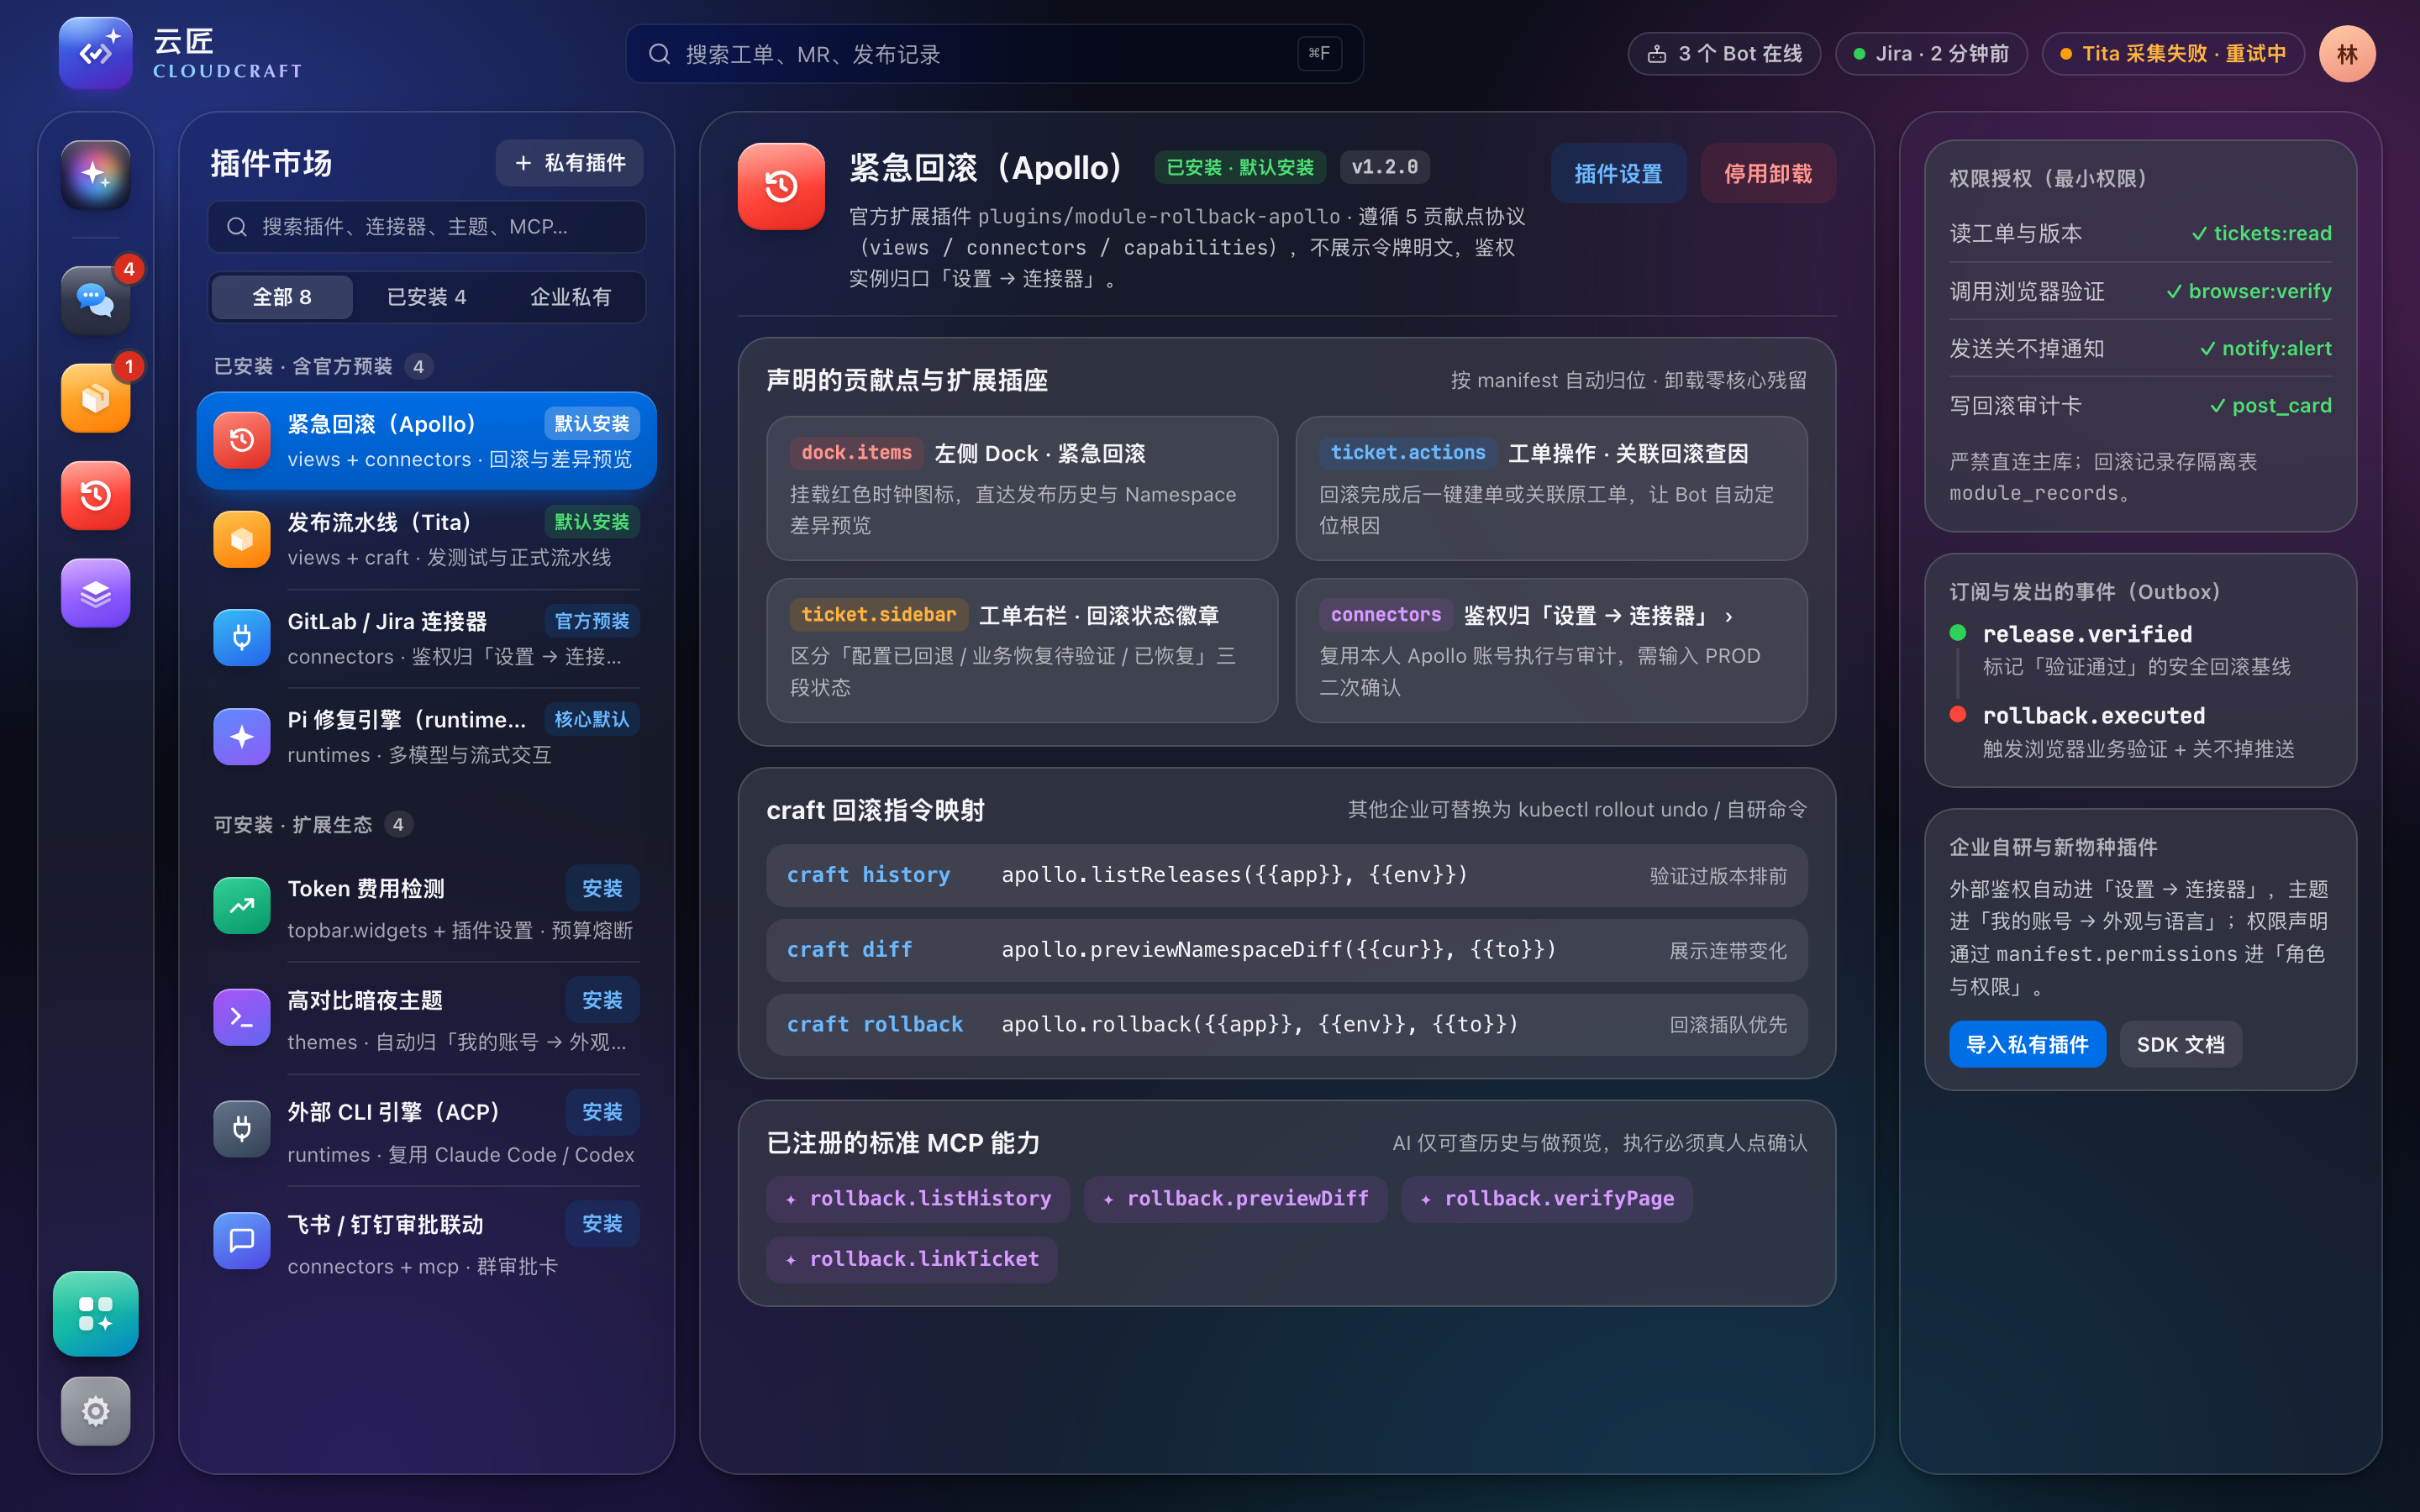 云匠
CLOUDCRAFT
搜索工单、MR、发布记录
⌘F
3 个 Bot 在线
Jira · 2 分钟前
Tita 采集失败 · 重试中
林
4
1
插件市场
+ 私有插件
搜索插件、连接器、主题、MCP...
全部 8
已安装 4
企业私有
已安装 · 含官方预装 4
紧急回滚（Apollo） 默认安装
views + connectors · 回滚与差异预览
发布流水线（Tita） 默认安装
views + craft · 发测试与正式流水线
GitLab / Jira 连接器 官方预装
connectors · 鉴权归「设置 → 连接...
Pi 修复引擎（runtime... 核心默认
runtimes · 多模型与流式交互
可安装 · 扩展生态 4
Token 费用检测 安装
topbar.widgets + 插件设置 · 预算熔断
高对比暗夜主题 安装
themes · 自动归「我的账号 → 外观...
外部 CLI 引擎（ACP） 安装
runtimes · 复用 Claude Code / Codex
飞书 / 钉钉审批联动 安装
connectors + mcp · 群审批卡
紧急回滚（Apollo） 已安装 · 默认安装 v1.2.0
插件设置
停用卸载
官方扩展插件 plugins/module-rollback-apollo · 遵循 5 贡献点协议
（views / connectors / capabilities），不展示令牌明文，鉴权
实例归口「设置 → 连接器」。
声明的贡献点与扩展插座
按 manifest 自动归位 · 卸载零核心残留
dock.items 左侧 Dock · 紧急回滚
挂载红色时钟图标，直达发布历史与 Namespace
差异预览
ticket.actions 工单操作 · 关联回滚查因
回滚完成后一键建单或关联原工单，让 Bot 自动定
位根因
ticket.sidebar 工单右栏 · 回滚状态徽章
区分「配置已回退 / 业务恢复待验证 / 已恢复」三
段状态
connectors 鉴权归「设置 → 连接器」 ›
复用本人 Apollo 账号执行与审计，需输入 PROD
二次确认
craft 回滚指令映射
其他企业可替换为 kubectl rollout undo / 自研命令
craft history apollo.listReleases({{app}}, {{env}}) 验证过版本排前
craft diff apollo.previewNamespaceDiff({{cur}}, {{to}}) 展示连带变化
craft rollback apollo.rollback({{app}}, {{env}}, {{to}}) 回滚插队优先
已注册的标准 MCP 能力
AI 仅可查历史与做预览，执行必须真人点确认
✦ rollback.listHistory
✦ rollback.previewDiff
✦ rollback.verifyPage
✦ rollback.linkTicket
权限授权（最小权限）
读工单与版本 ✓ tickets:read
调用浏览器验证 ✓ browser:verify
发送关不掉通知 ✓ notify:alert
写回滚审计卡 ✓ post_card
严禁直连主库；回滚记录存隔离表
module_records。
订阅与发出的事件（Outbox）
release.verified
标记「验证通过」的安全回滚基线
rollback.executed
触发浏览器业务验证 + 关不掉推送
企业自研与新物种插件
外部鉴权自动进「设置 → 连接器」，主题
进「我的账号 → 外观与语言」；权限声明
通过 manifest.permissions 进「角色
与权限」。
导入私有插件
SDK 文档